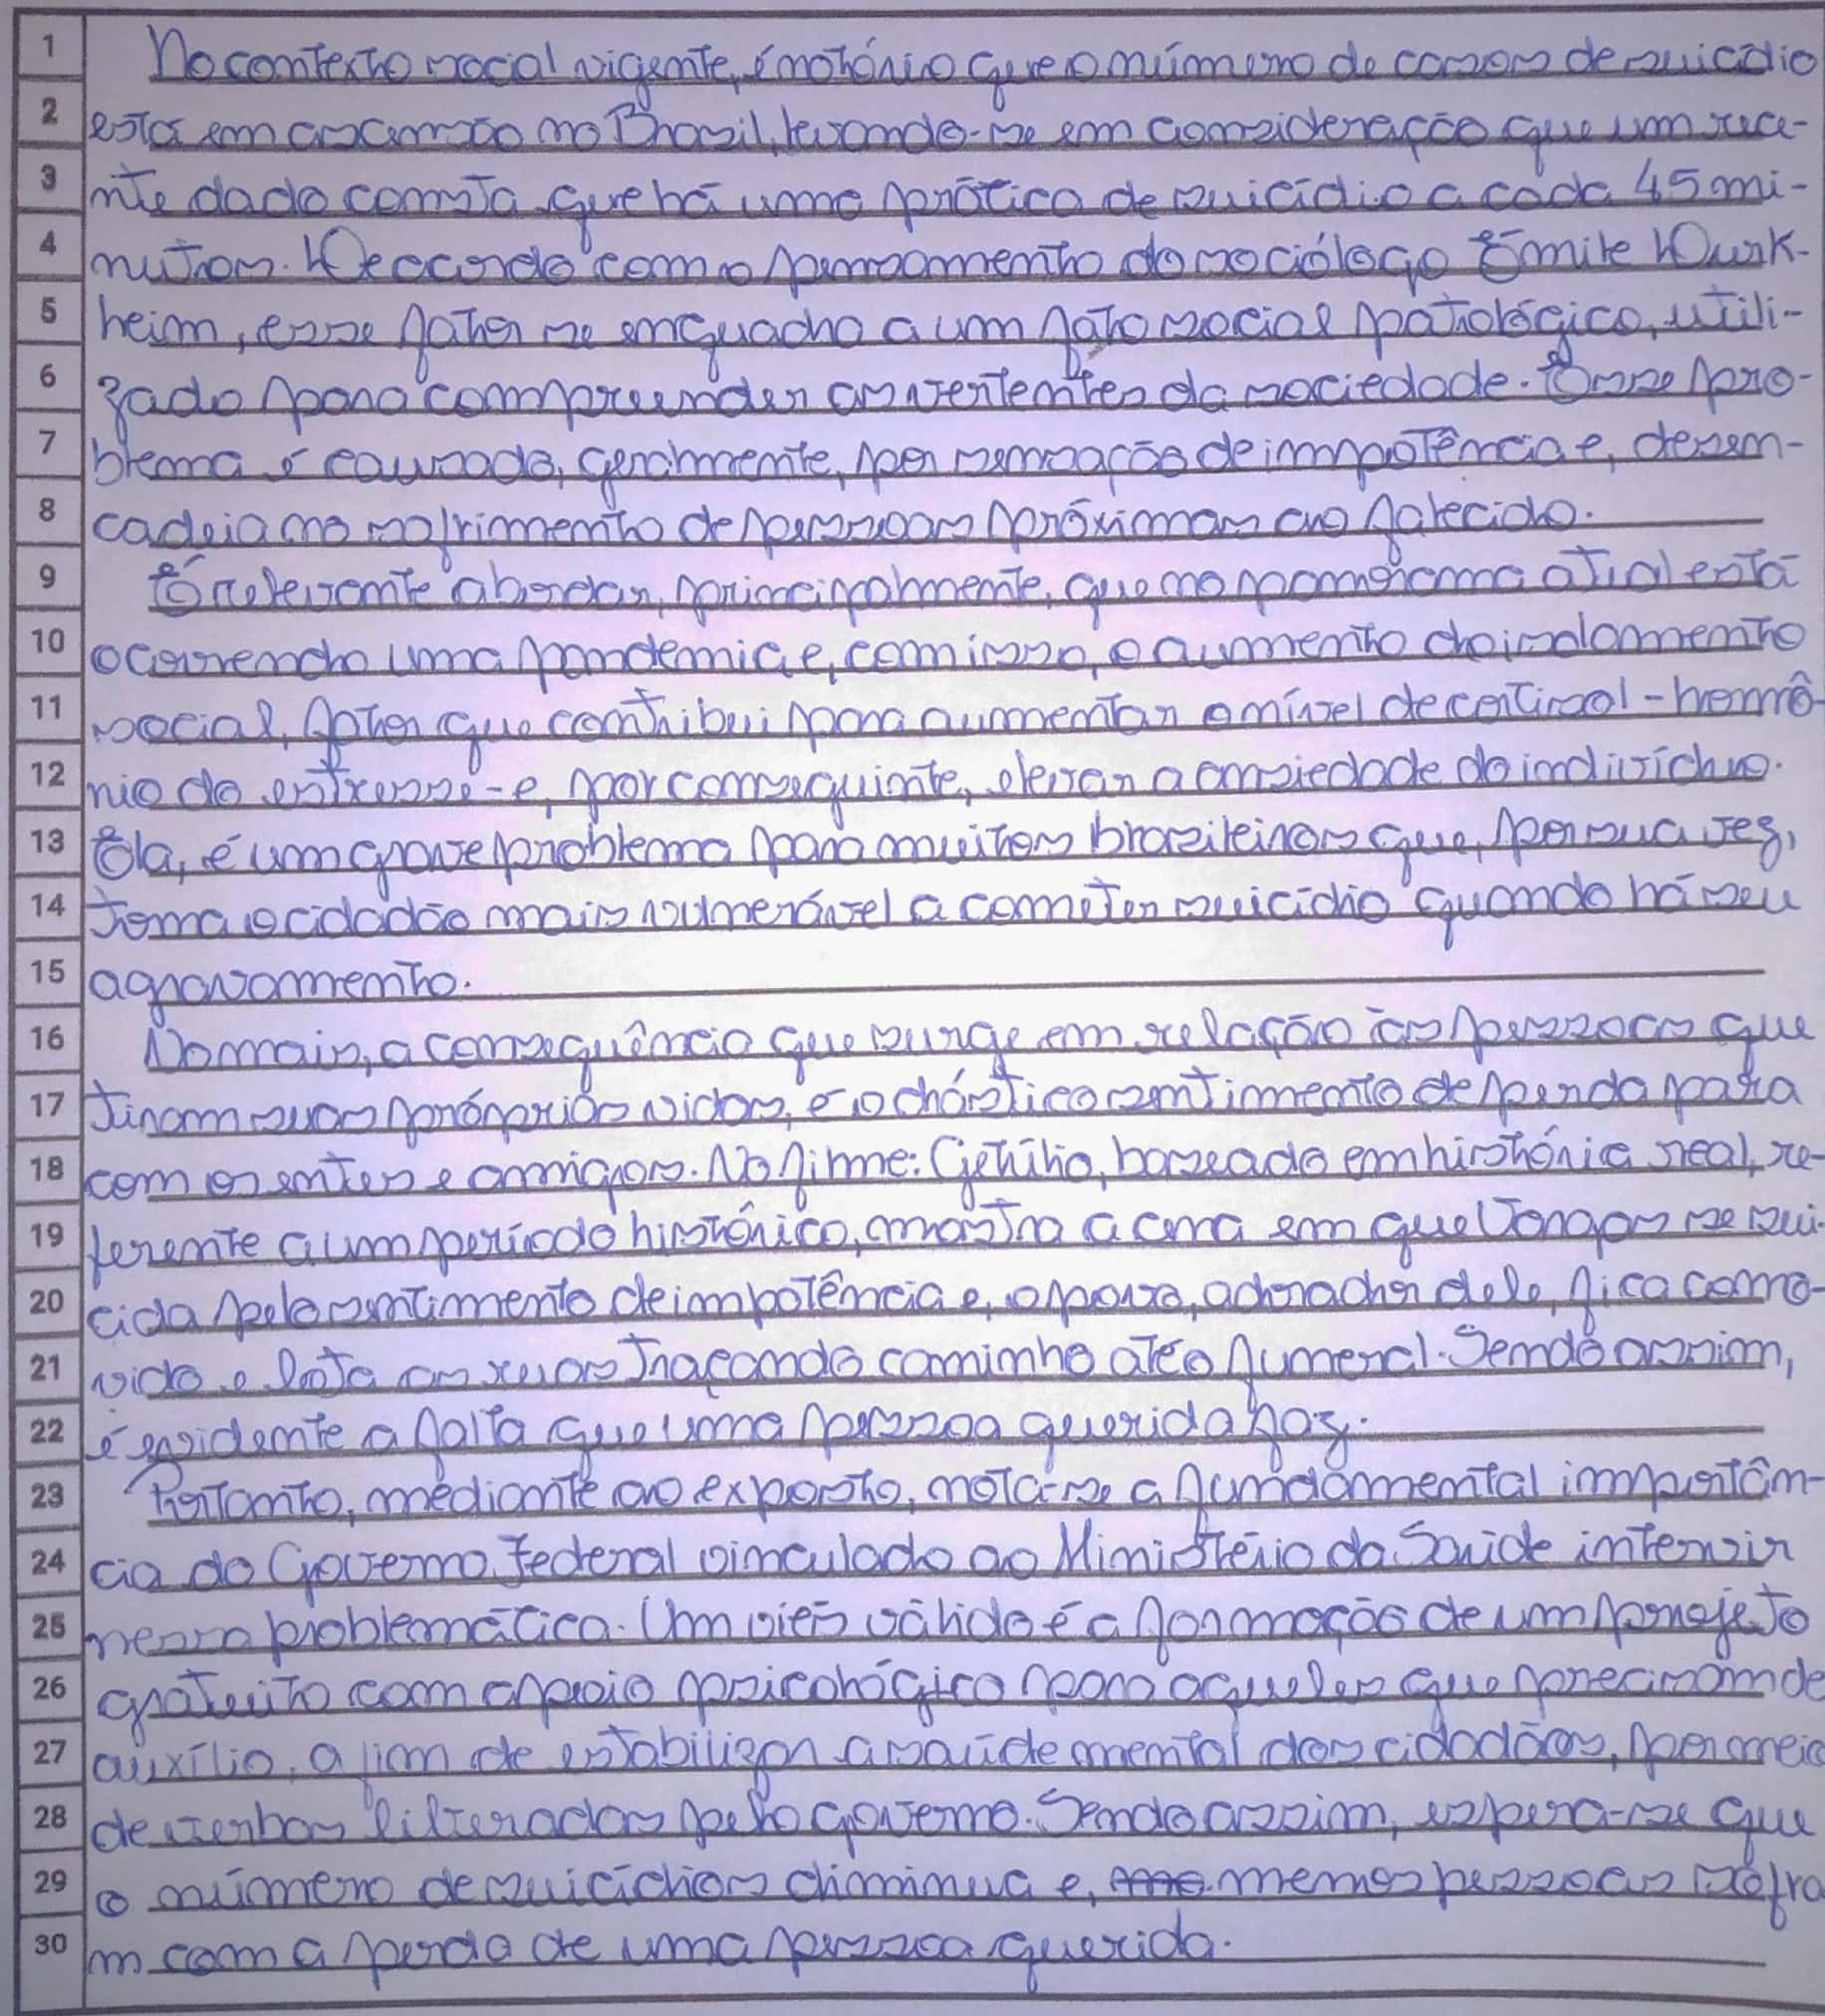 1 No contexto social vigente, é notório que o número de casos de suicídio
2 está em ascensão no Brasil, levando-se em consideração que um rece-
3 nte dado consta que há uma prática de suicídio a cada 45 mi-
4 nutos. De acordo com o pensamento do sociólogo Émile Durk-
5 heim, esse fator se enquadra a um fato social patológico, utili-
6 zado para compreender as vertentes da sociedade. Esse pro-
7 blema é causado, geralmente, por sensação de impotência e, desen-
8 cadeia no sofrimento de pessoas próximas ao falecido.
9 É relevante abordar, principalmente, que no panorama atual está
10 ocorrendo uma pandemia e, com isso, o aumento do isolamento
11 social, fator que contribui para aumentar o nível de cortisol - hormô-
12 nio do estresse - e, por conseguinte, elevar a ansiedade do indivíduo.
13 Ela, é um grave problema para muitos brasileiros que, por sua vez,
14 torna o cidadão mais vulnerável a cometer suicídio quando há seu
15 agravamento.
16 No mais, a consequência que surge em relação às pessoas que
17 tiram suas próprias vidas, é o drástico sentimento de perda para
18 com os entes e amigos. No filme: Getúlio, baseado em história real, re-
19 ferente a um período histórico, mostra a cena em que Vargas se sui-
20 cida pelo sentimento de impotência e, o povo, adorador dele, fica como-
21 vido e lota as ruas traçando caminho até o funeral. Sendo assim,
22 é evidente a falta que uma pessoa querida faz.
23 Portanto, mediante ao exposto, nota-se a fundamental importân-
24 cia do Governo Federal vinculado ao Ministério da Saúde intervir
25 nessa problemática. Um viés válido é a formação de um projeto
26 gratuito com apoio psicológico para aqueles que precisam de
27 auxílio, a fim de estabilizar a saúde mental dos cidadãos, por meio
28 de verbas liberadas pelo governo. Sendo assim, espera-se que
29 o número de suicídios diminua e, menos pessoas sofra
30 m com a perda de uma pessoa querida.